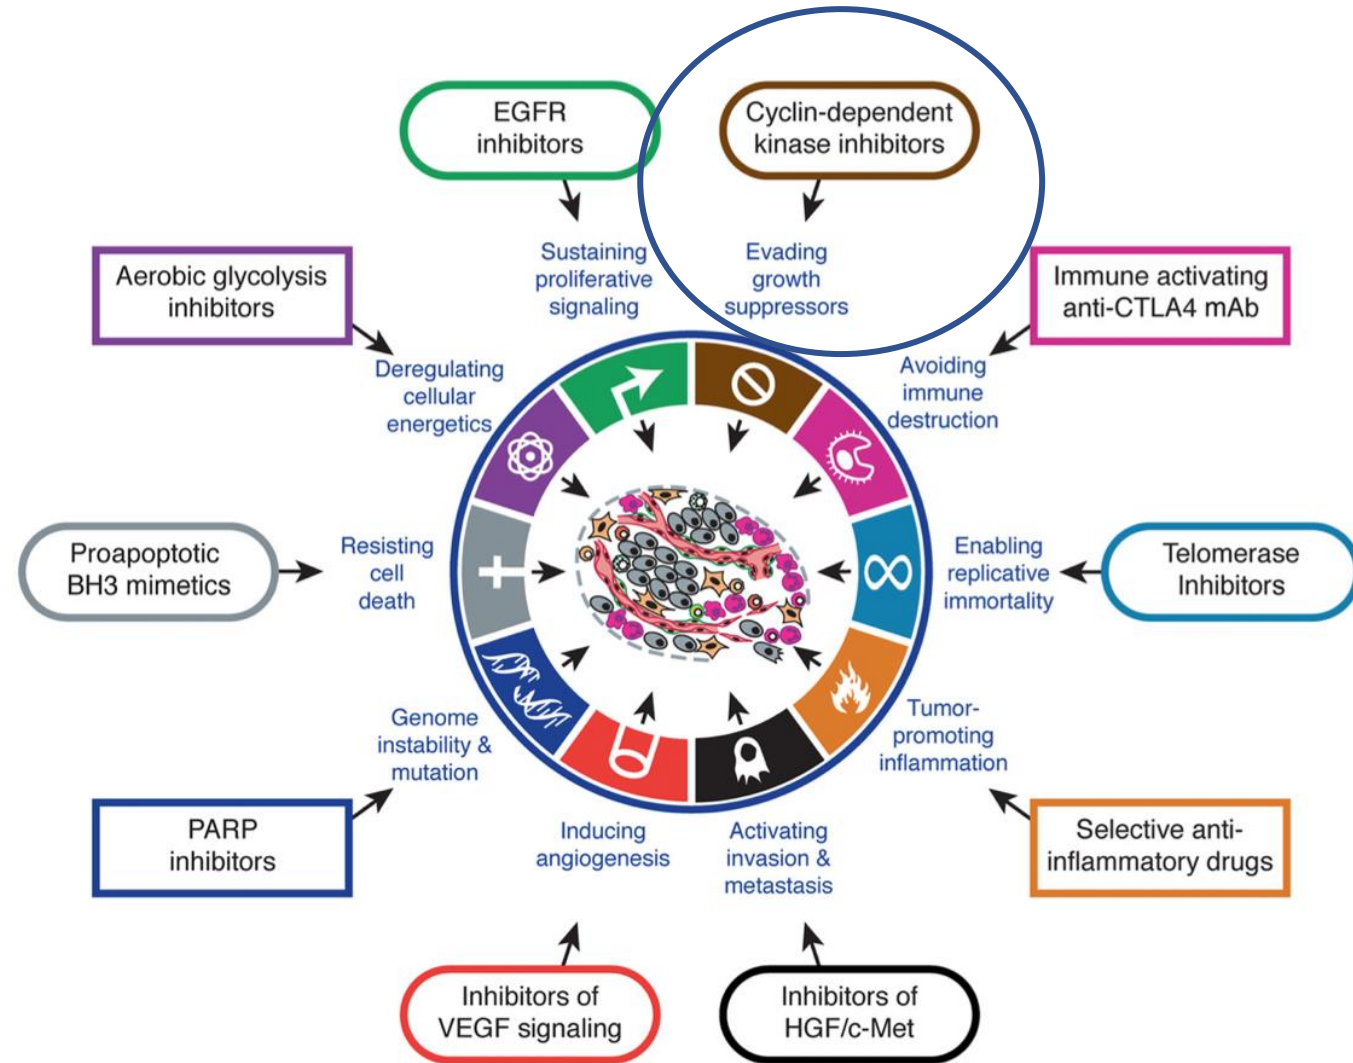 EGFR
inhibitors
Cyclin-dependent
kinase inhibitors
Sustaining
proliferative
signaling
Evading
growth
suppressors
Aerobic glycolysis
inhibitors
Immune activating
anti-CTLA4 mAb
Deregulating
cellular
energetics
Avoiding
immune
destruction
Proapoptotic
BH3 mimetics
Resisting
cell
death
Enabling
replicative
immortality
Telomerase
Inhibitors
Genome
instability &
mutation
Tumor-
promoting
inflammation
PARP
inhibitors
Inducing
angiogenesis
Activating
invasion &
metastasis
Selective anti-
inflammatory drugs
Inhibitors of
VEGF signaling
Inhibitors of
HGF/c-Met